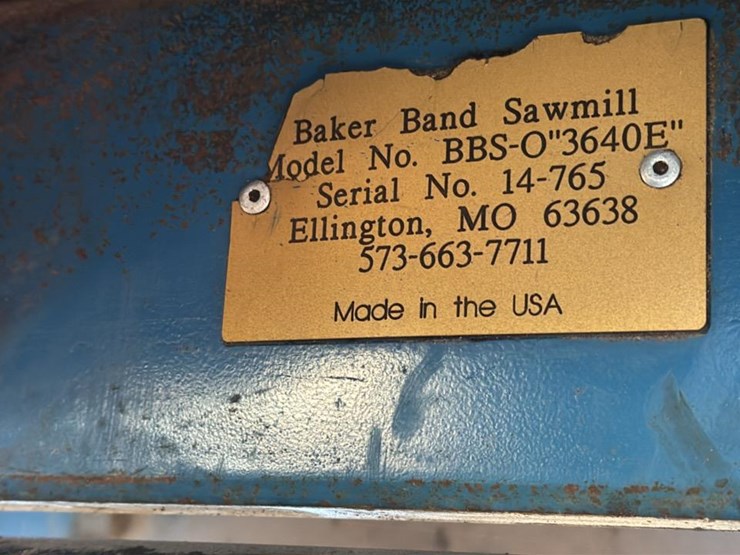 Baker Band Sawmill
Model No. BBS-O"3640E"
Serial No. 14-765
Ellington, MO 63638
573-663-7711
Made in the USA